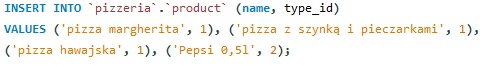 INSERT INTO `pizzeria`.`product` (name, type_id)
VALUES ('pizza margherita', 1), ('pizza z szynką i pieczarkami', 1),
('pizza hawajska', 1), ('Pepsi 0,5l', 2);